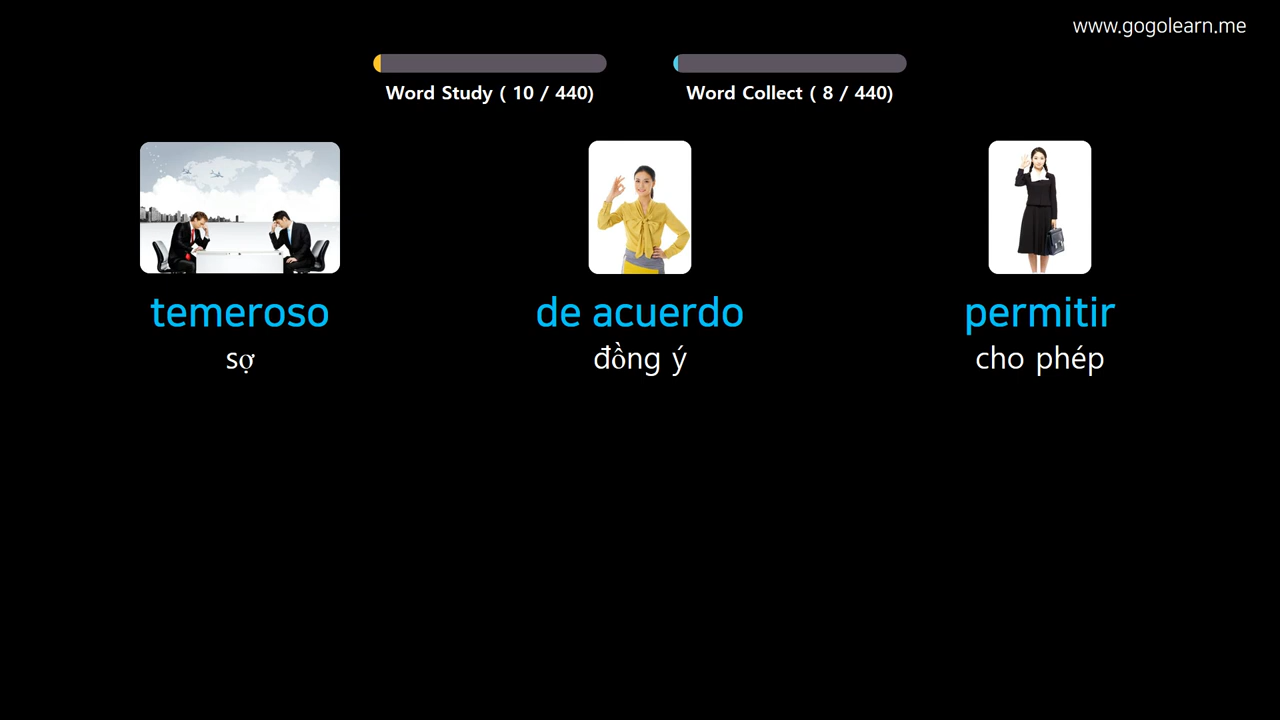 www.gogolearn.me
Word Study ( 10 / 440)
Word Collect ( 8 / 440)
temeroso
de acuerdo
permitir
sợ
đồng ý
cho phép